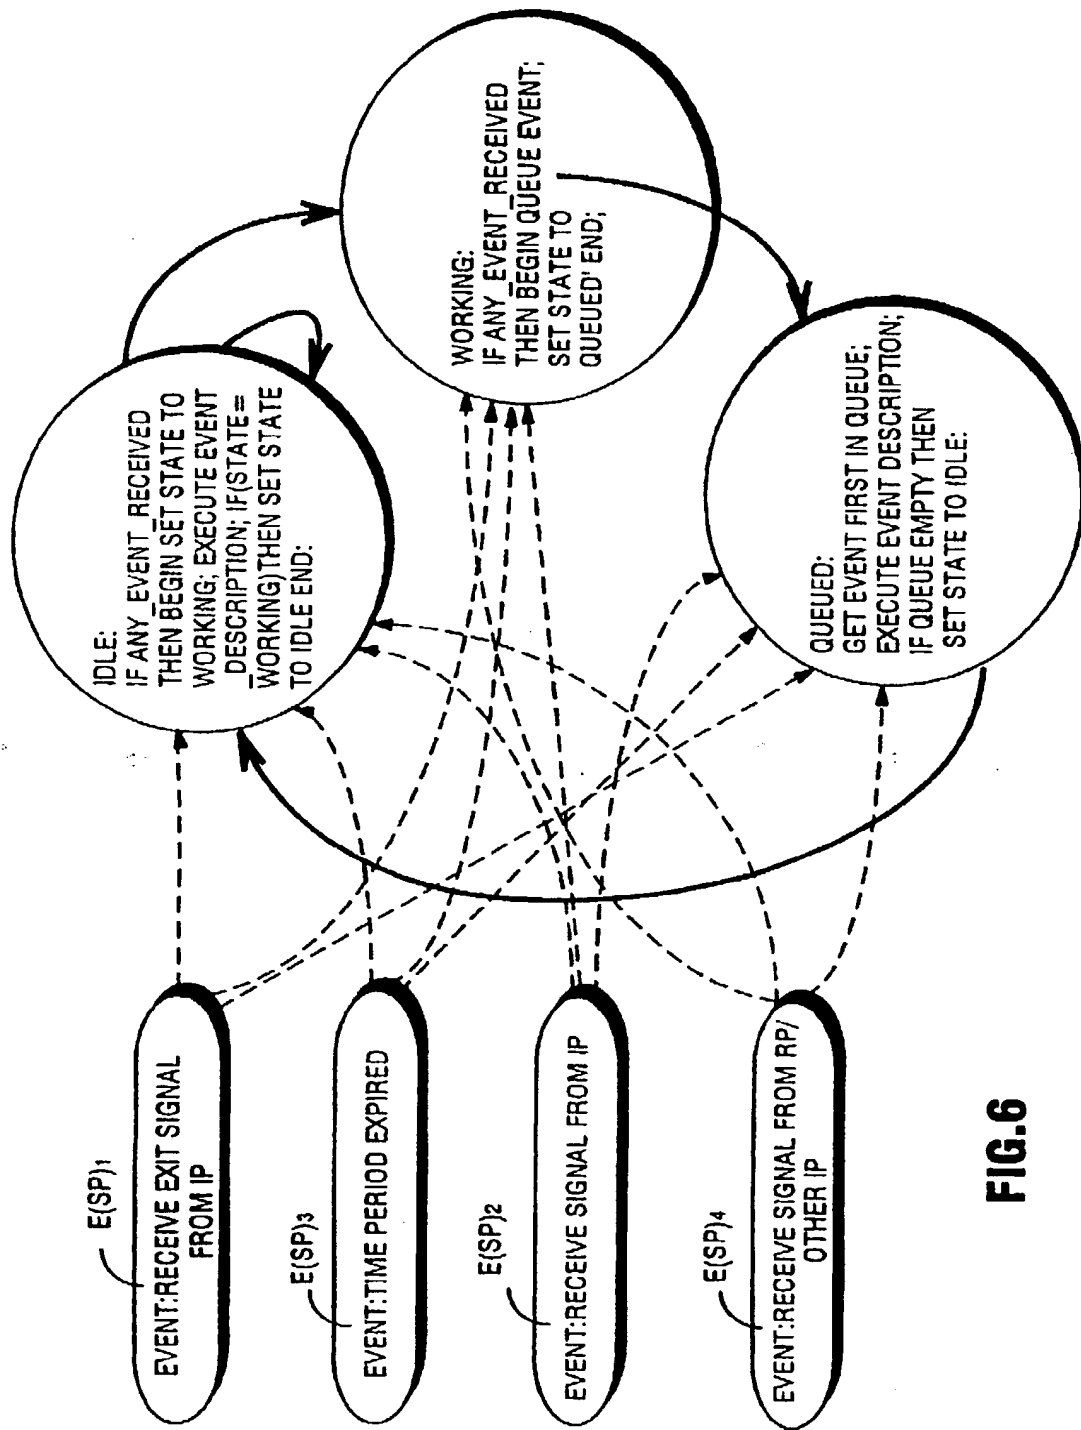 E(SP)1
EVENT:RECEIVE EXIT SIGNAL
FROM IP
E(SP)3
EVENT:TIME PERIOD EXPIRED
E(SP)2
EVENT:RECEIVE SIGNAL FROM IP
E(SP)4
EVENT:RECEIVE SIGNAL FROM RP/
OTHER IP
IDLE:
IF ANY_EVENT_RECEIVED
THEN BEGIN SET STATE TO
WORKING; EXECUTE EVENT
_DESCRIPTION; IF(STATE=
_WORKING)THEN SET STATE
TO IDLE END:
WORKING:
IF ANY_EVENT_RECEIVED
THEN BEGIN QUEUE EVENT;
SET STATE TO
QUEUED' END;
QUEUED:
GET EVENT FIRST IN QUEUE;
EXECUTE EVENT DESCRIPTION;
IF QUEUE EMPTY THEN
SET STATE TO IDLE:
FIG.6